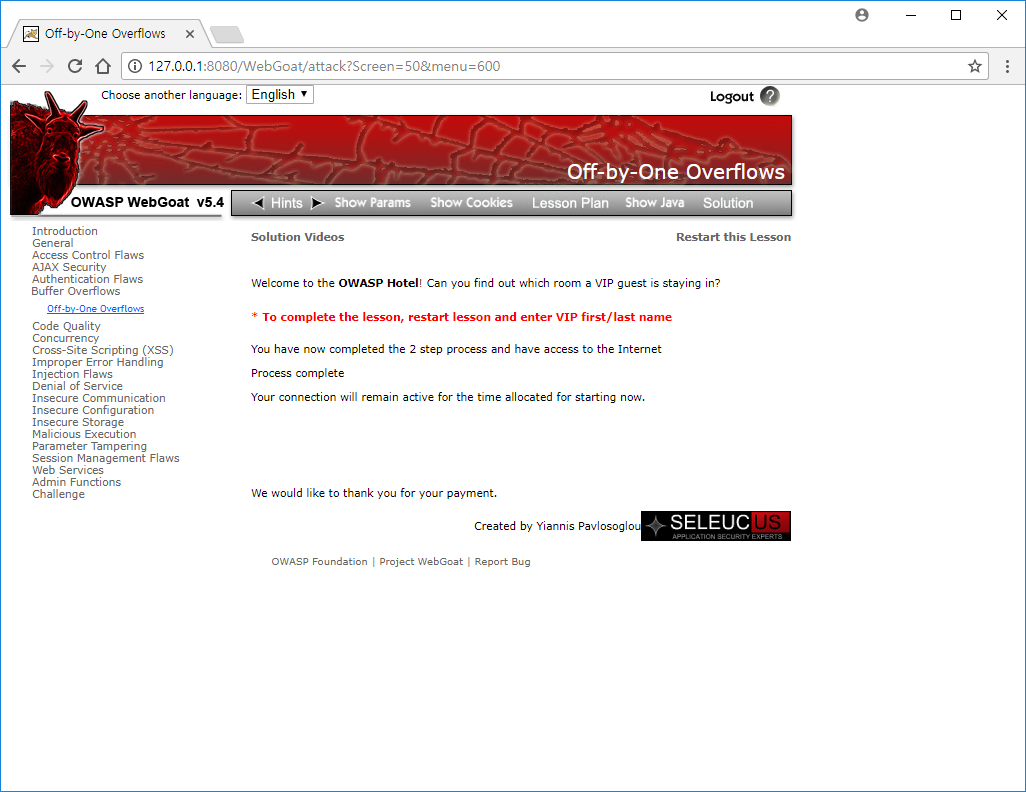 Off-by-One Overflows
127.0.0.1:8080/WebGoat/attack?Screen=50&menu=600
Choose another language: English
Logout ?
Off-by-One Overflows
OWASP WebGoat v5.4
Hints Show Params Show Cookies Lesson Plan Show Java Solution
Introduction
General
Access Control Flaws
AJAX Security
Authentication Flaws
Buffer Overflows
Off-by-One Overflows
Code Quality
Concurrency
Cross-Site Scripting (XSS)
Improper Error Handling
Injection Flaws
Denial of Service
Insecure Communication
Insecure Configuration
Insecure Storage
Malicious Execution
Parameter Tampering
Session Management Flaws
Web Services
Admin Functions
Challenge
Solution Videos
Restart this Lesson
Welcome to the OWASP Hotel! Can you find out which room a VIP guest is staying in?
* To complete the lesson, restart lesson and enter VIP first/last name
You have now completed the 2 step process and have access to the Internet
Process complete
Your connection will remain active for the time allocated for starting now.
We would like to thank you for your payment.
Created by Yiannis Pavlosoglou
SELEUCUS
APPLICATION SECURITY EXPERTS
OWASP Foundation | Project WebGoat | Report Bug